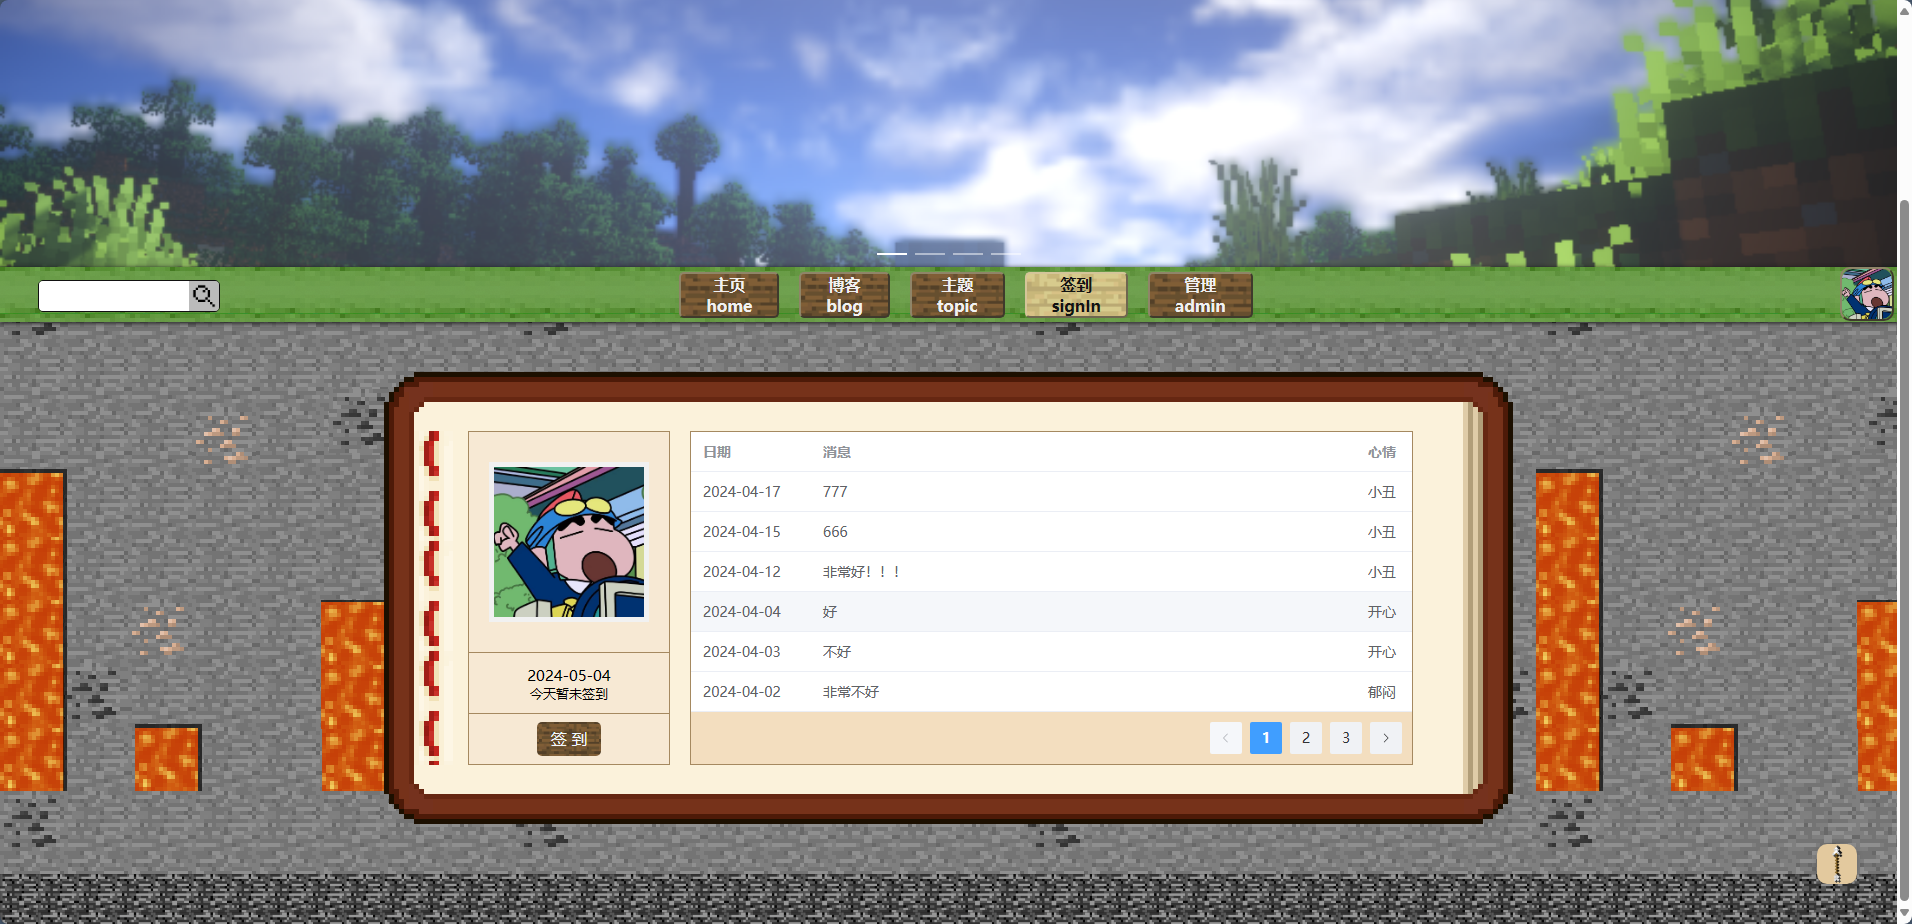 主页
home
博客
blog
主题
topic
签到
signIn
管理
admin
2024-05-04
今天暂未签到
签 到
日期 消息 心情
2024-04-17 777 小丑
2024-04-15 666 小丑
2024-04-12 非常好！！！ 小丑
2024-04-04 好 开心
2024-04-03 不好 开心
2024-04-02 非常不好 郁闷
1 2 3